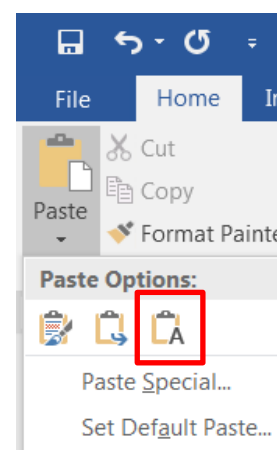 File Home
Cut
Copy
Paste
Format Painte
Paste Options:
A
Paste Special...
Set Default Paste...